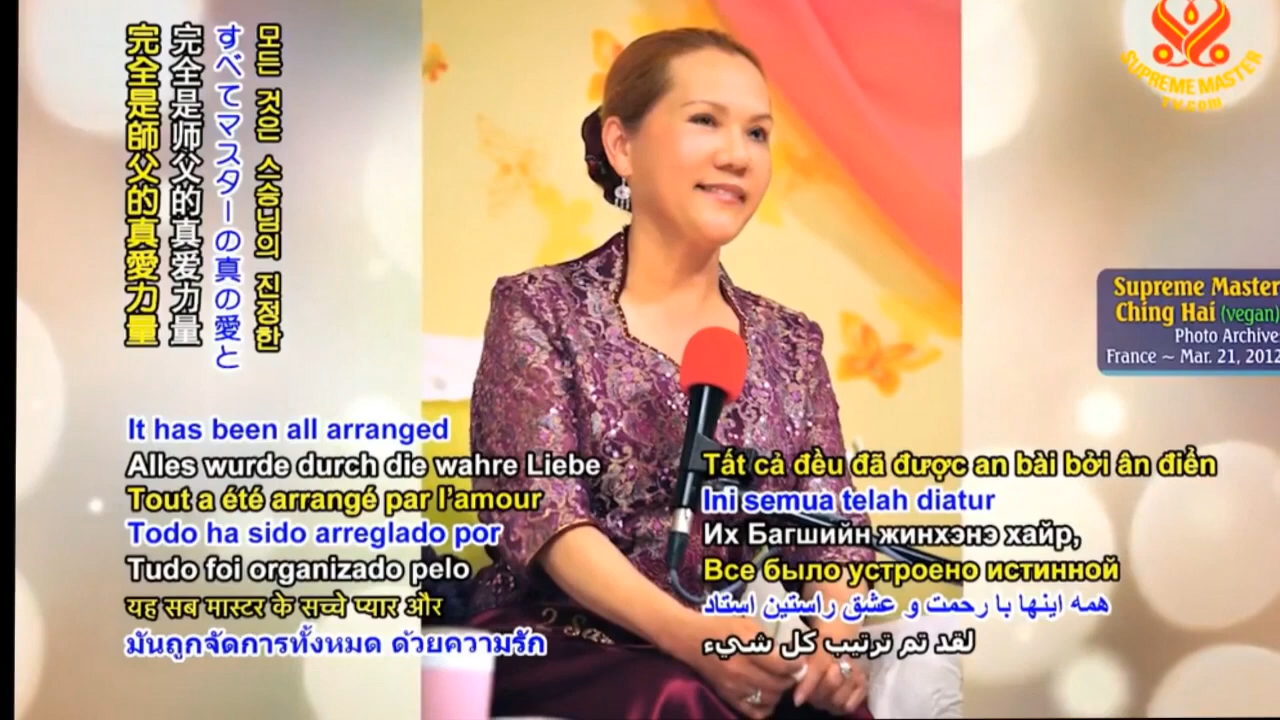 完全是師父的真愛力量
完全是师父的真爱力量
すべてマスターの真の愛と
모든 것은 스승님의 진정한
It has been all arranged
Alles wurde durch die wahre Liebe
Tout a été arrangé par l'amour
Todo ha sido arreglado por
Tudo foi organizado pelo
यह सब मास्टर के सच्चे प्यार और
มันถูกจัดการทั้งหมด ด้วยความรัก
Tất cả đều đã được an bài bởi ân điển
Ini semua telah diatur
Их Багшийн жинхэнэ хайр,
Все было устроено истинной
همه اینها با رحمت و عشق راستین استاد
لقد تم ترتيب كل شيء
SUPREME MASTER
TV.com
Supreme Master
Ching Hai (vegan)
Photo Archive
France ~ Mar. 21, 2012